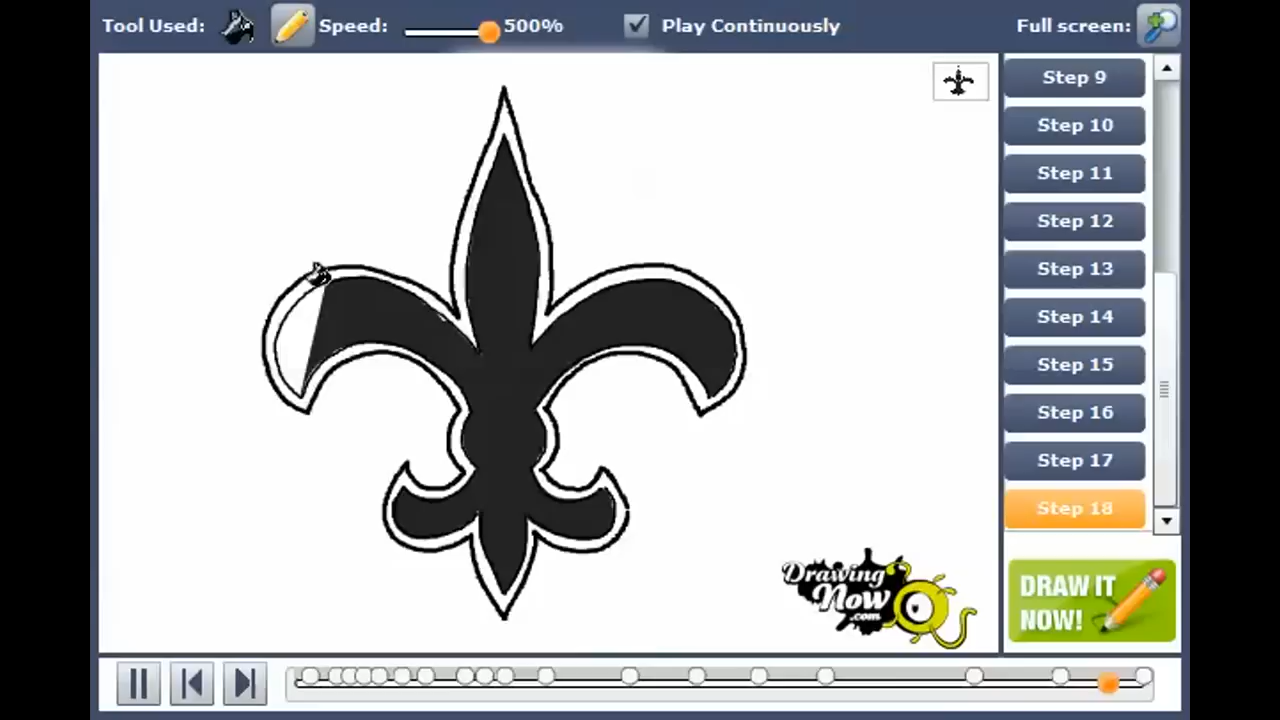 Tool Used:
Speed:
500%
Play Continuously
Full screen:
Step 9
Step 10
Step 11
Step 12
Step 13
Step 14
Step 15
Step 16
Step 17
Step 18
DRAW IT
NOW!
Drawing
Now
.com